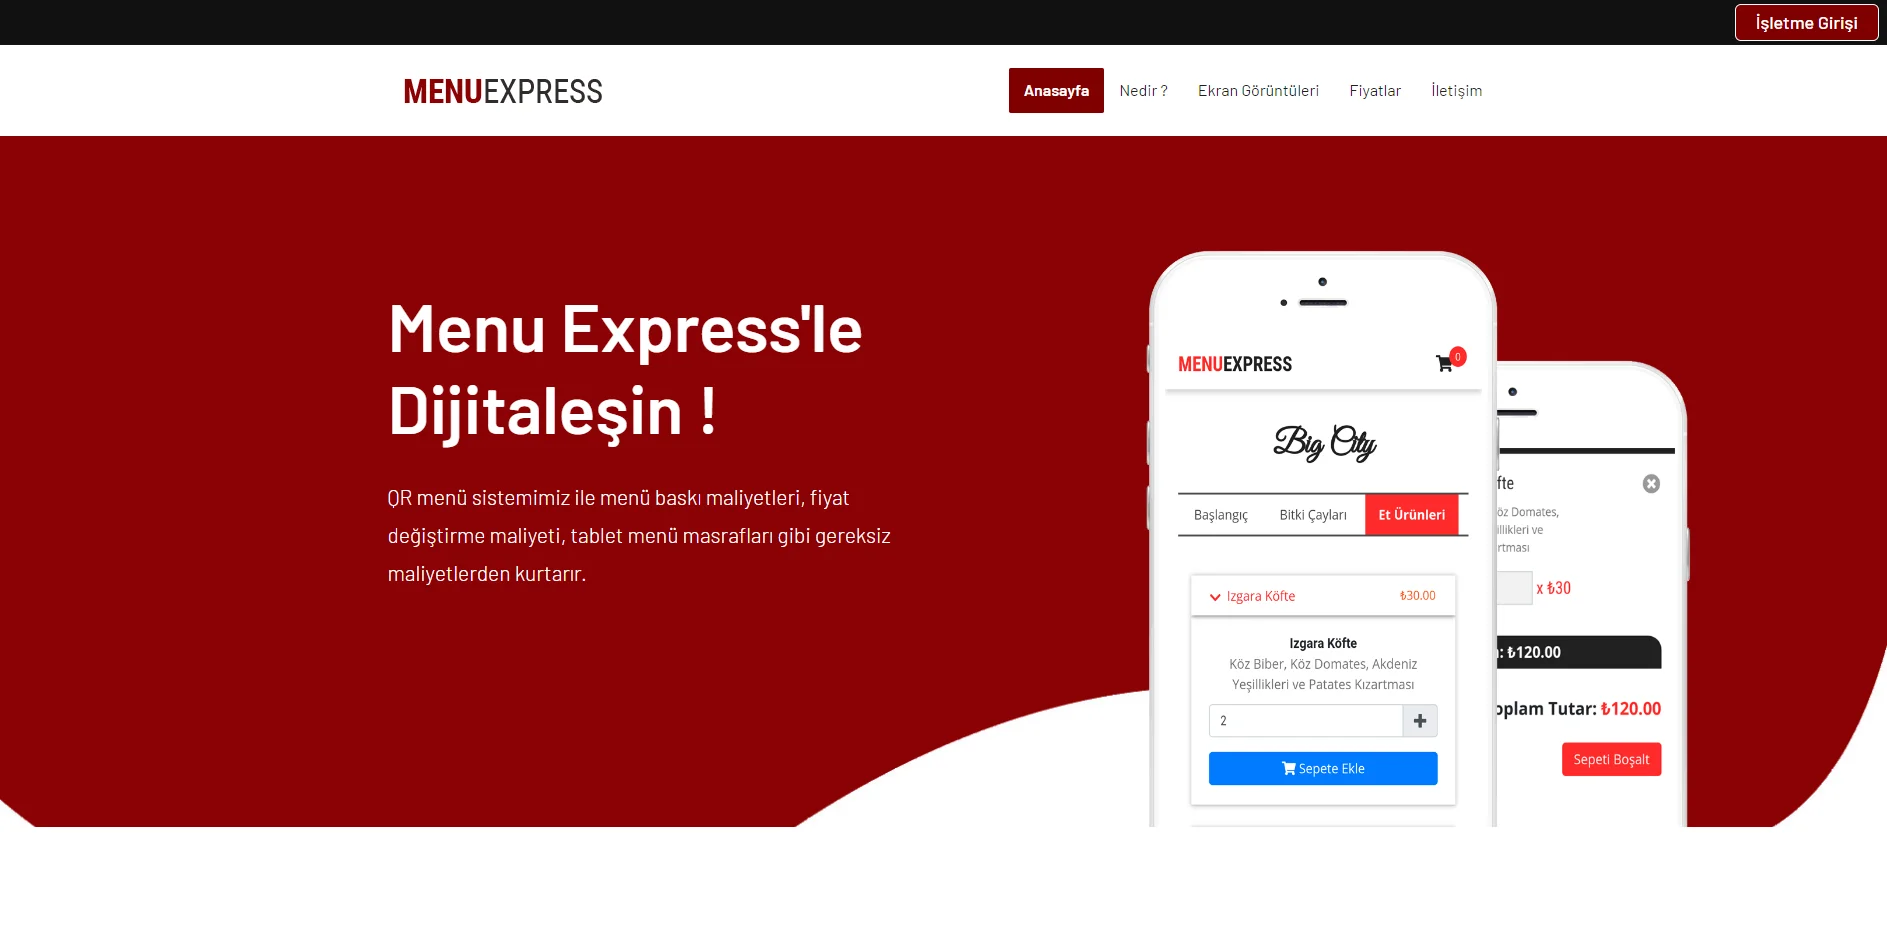 İşletme Girişi
MENUEXPRESS
Anasayfa
Nedir ?
Ekran Görüntüleri
Fiyatlar
İletişim
Menu Express'le
Dijitaleşin !
QR menü sistemimiz ile menü baskı maliyetleri, fiyat
değiştirme maliyeti, tablet menü masrafları gibi gereksiz
maliyetlerden kurtarır.
MENUEXPRESS
0
Big City
Başlangıç
Bitki Çayları
Et Ürünleri
Izgara Köfte
₺30.00
Izgara Köfte
Köz Biber, Köz Domates, Akdeniz
Yeşillikleri ve Patates Kızartması
2
Sepete Ekle
fte
öz Domates,
illikleri ve
rtması
x ₺30
: ₺120.00
oplam Tutar: ₺120.00
Sepeti Boşalt